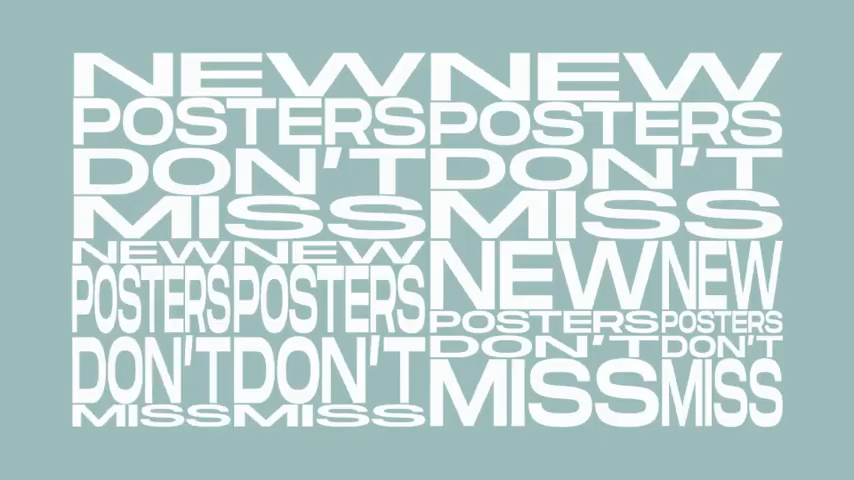 NEW NEW
POSTERS POSTERS
DON'T DON'T
MISS MISS
NEW NEW NEW NEW
POSTERS POSTERS POSTERS POSTERS
DON'T DON'T DON'T DON'T
MISS MISS MISS MISS